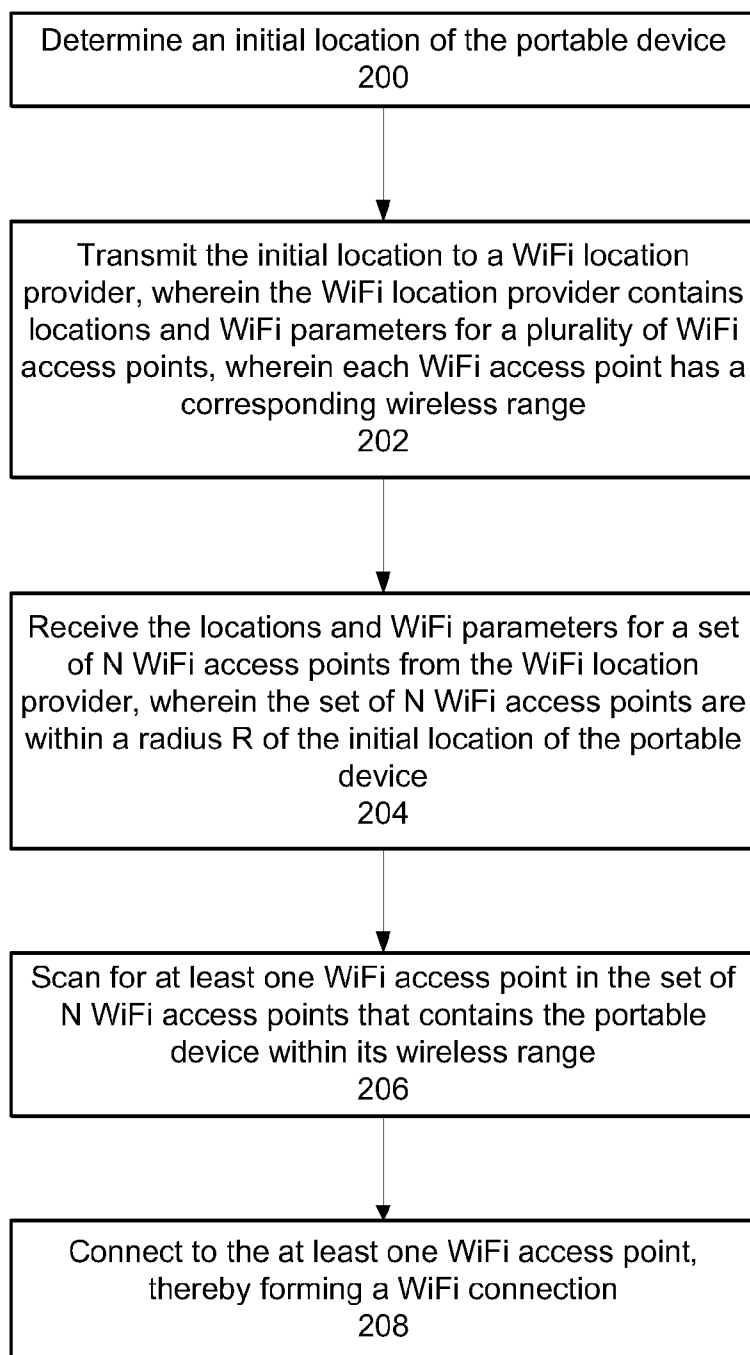 Determine an initial location of the portable device
200
Transmit the initial location to a WiFi location
provider, wherein the WiFi location provider contains
locations and WiFi parameters for a plurality of WiFi
access points, wherein each WiFi access point has a
corresponding wireless range
202
Receive the locations and WiFi parameters for a set
of N WiFi access points from the WiFi location
provider, wherein the set of N WiFi access points are
within a radius R of the initial location of the portable
device
204
Scan for at least one WiFi access point in the set of
N WiFi access points that contains the portable
device within its wireless range
206
Connect to the at least one WiFi access point,
thereby forming a WiFi connection
208